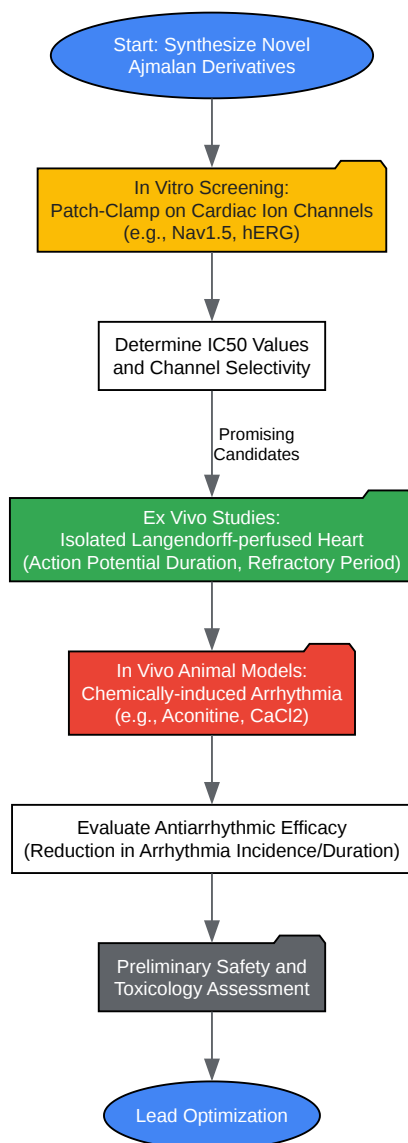 Start: Synthesize Novel
Ajmalan Derivatives
In Vitro Screening:
Patch-Clamp on Cardiac Ion Channels
(e.g., Nav1.5, hERG)
Determine IC50 Values
and Channel Selectivity
Promising
Candidates
Ex Vivo Studies:
Isolated Langendorff-perfused Heart
(Action Potential Duration, Refractory Period)
In Vivo Animal Models:
Chemically-induced Arrhythmia
(e.g., Aconitine, CaCl2)
Evaluate Antiarrhythmic Efficacy
(Reduction in Arrhythmia Incidence/Duration)
Preliminary Safety and
Toxicology Assessment
Lead Optimization